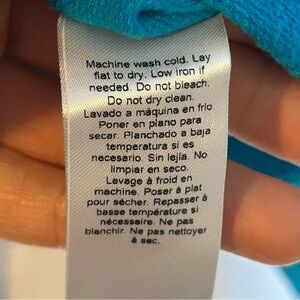 Machine wash cold. Lay
flat to dry. Low iron if
needed. Do not bleach.
Do not dry clean.
Lavado a máquina en frío.
Poner en plano para
secar. Planchado a baja
temperatura si es
necesario. Sin lejía. No
limpiar en seco.
Lavage à froid en
machine. Poser à plat
pour sécher. Repasser à
basse température si
nécessaire. Ne pas
blanchir. Ne pas nettoyer
à sec.